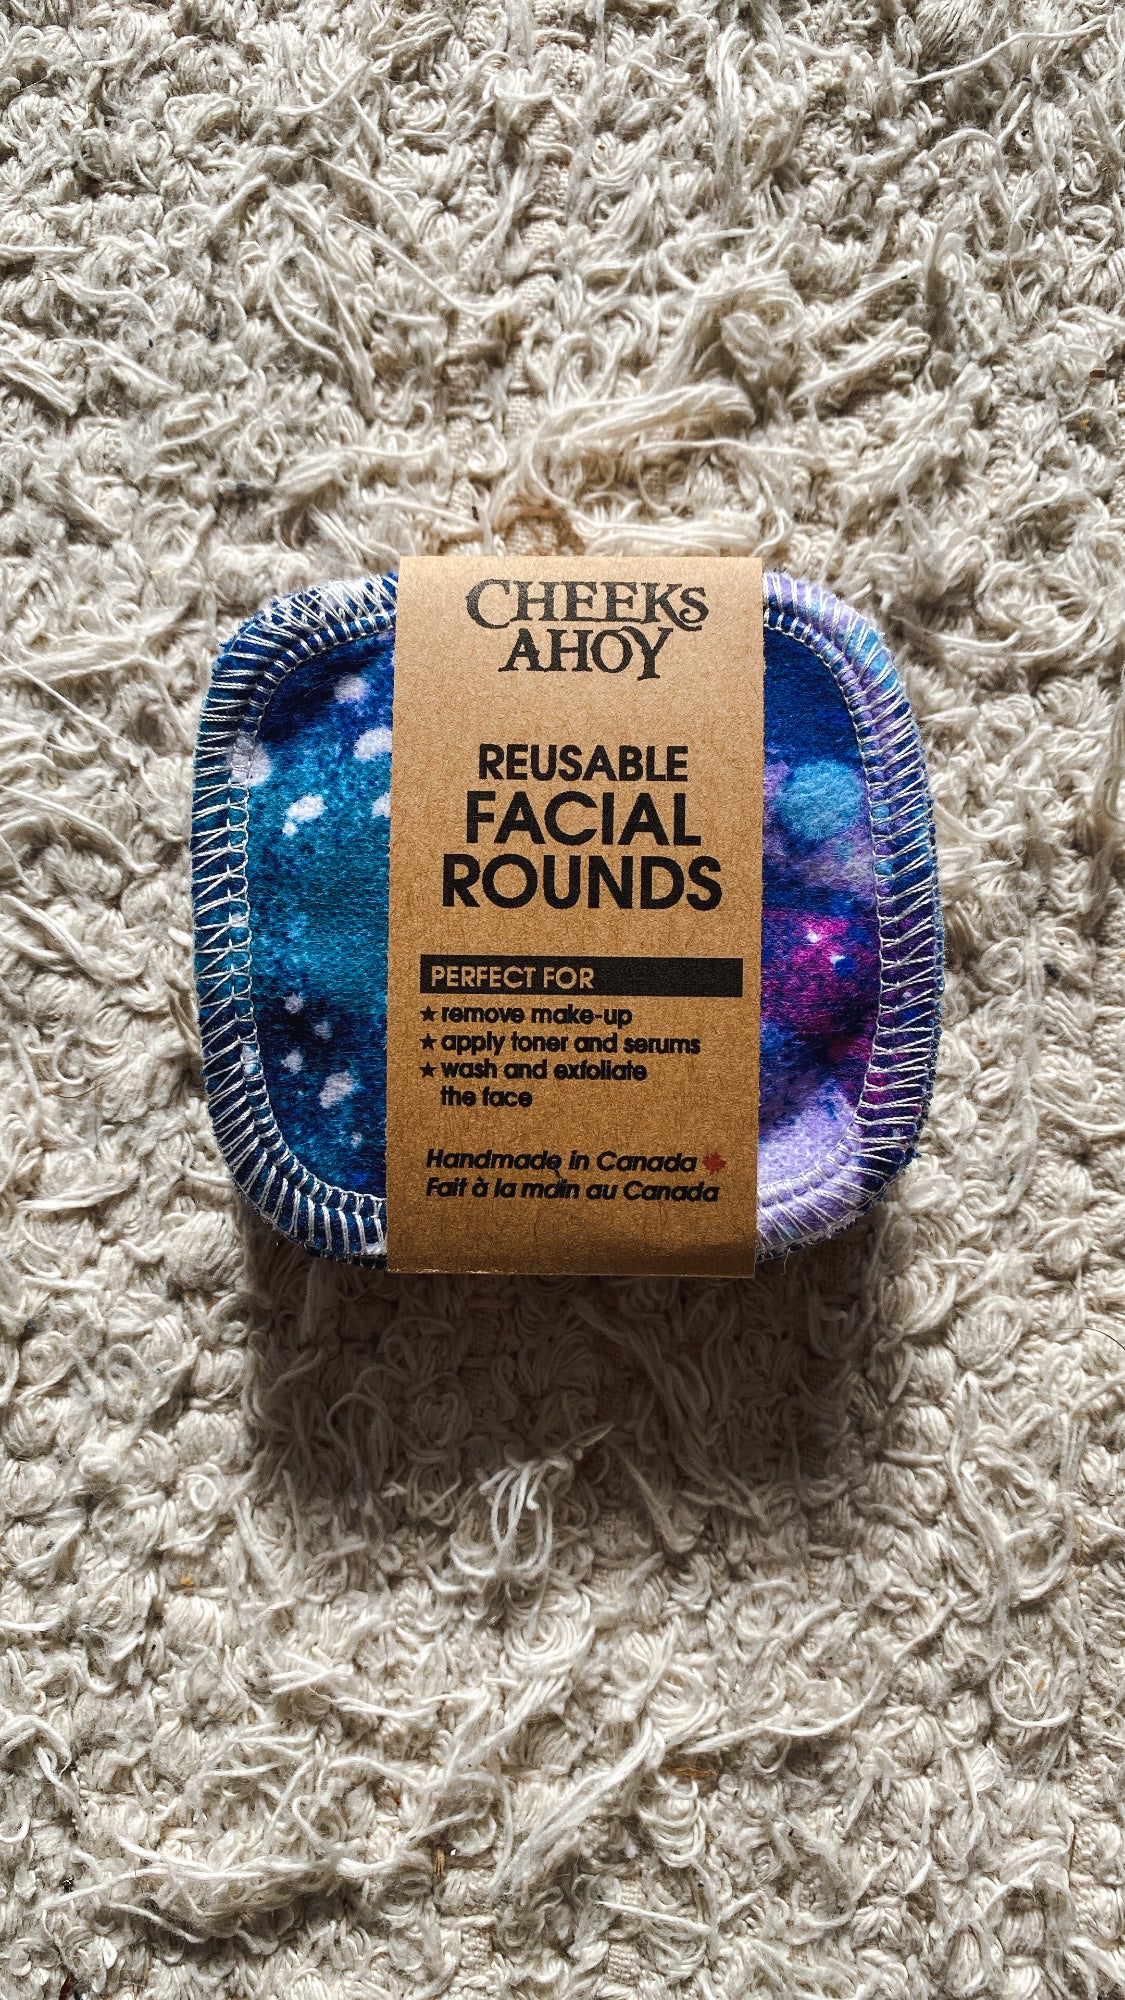 CHEEKS
AHOY
REUSABLE
FACIAL
ROUNDS
PERFECT FOR
★ remove make-up
★ apply toner and serums
★ wash and exfoliate
the face
Handmade in Canada
Fait à la main au Canada